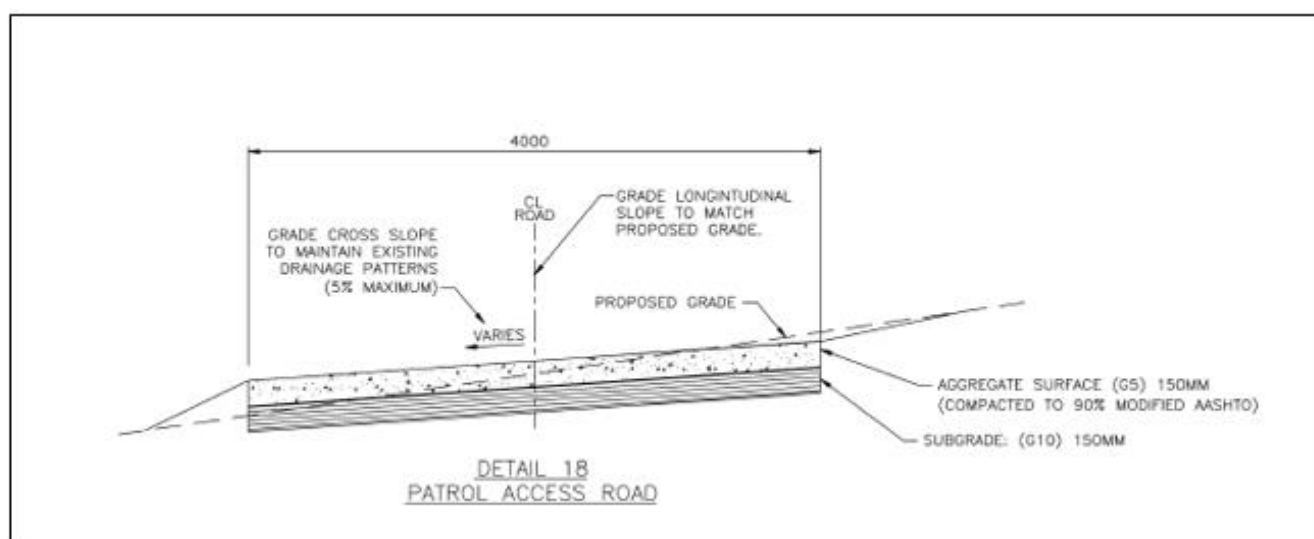 4000
CL
ROAD
GRADE LONGINTUDINAL
SLOPE TO MATCH
PROPOSED GRADE.
GRADE CROSS SLOPE
TO MAINTAIN EXISTING
DRAINAGE PATTERNS
(5% MAXIMUM)
VARIES
PROPOSED GRADE
AGGREGATE SURFACE (G5) 150MM
(COMPACTED TO 90% MODIFIED AASHTO)
SUBGRADE: (G10) 150MM
DETAIL 18
PATROL ACCESS ROAD